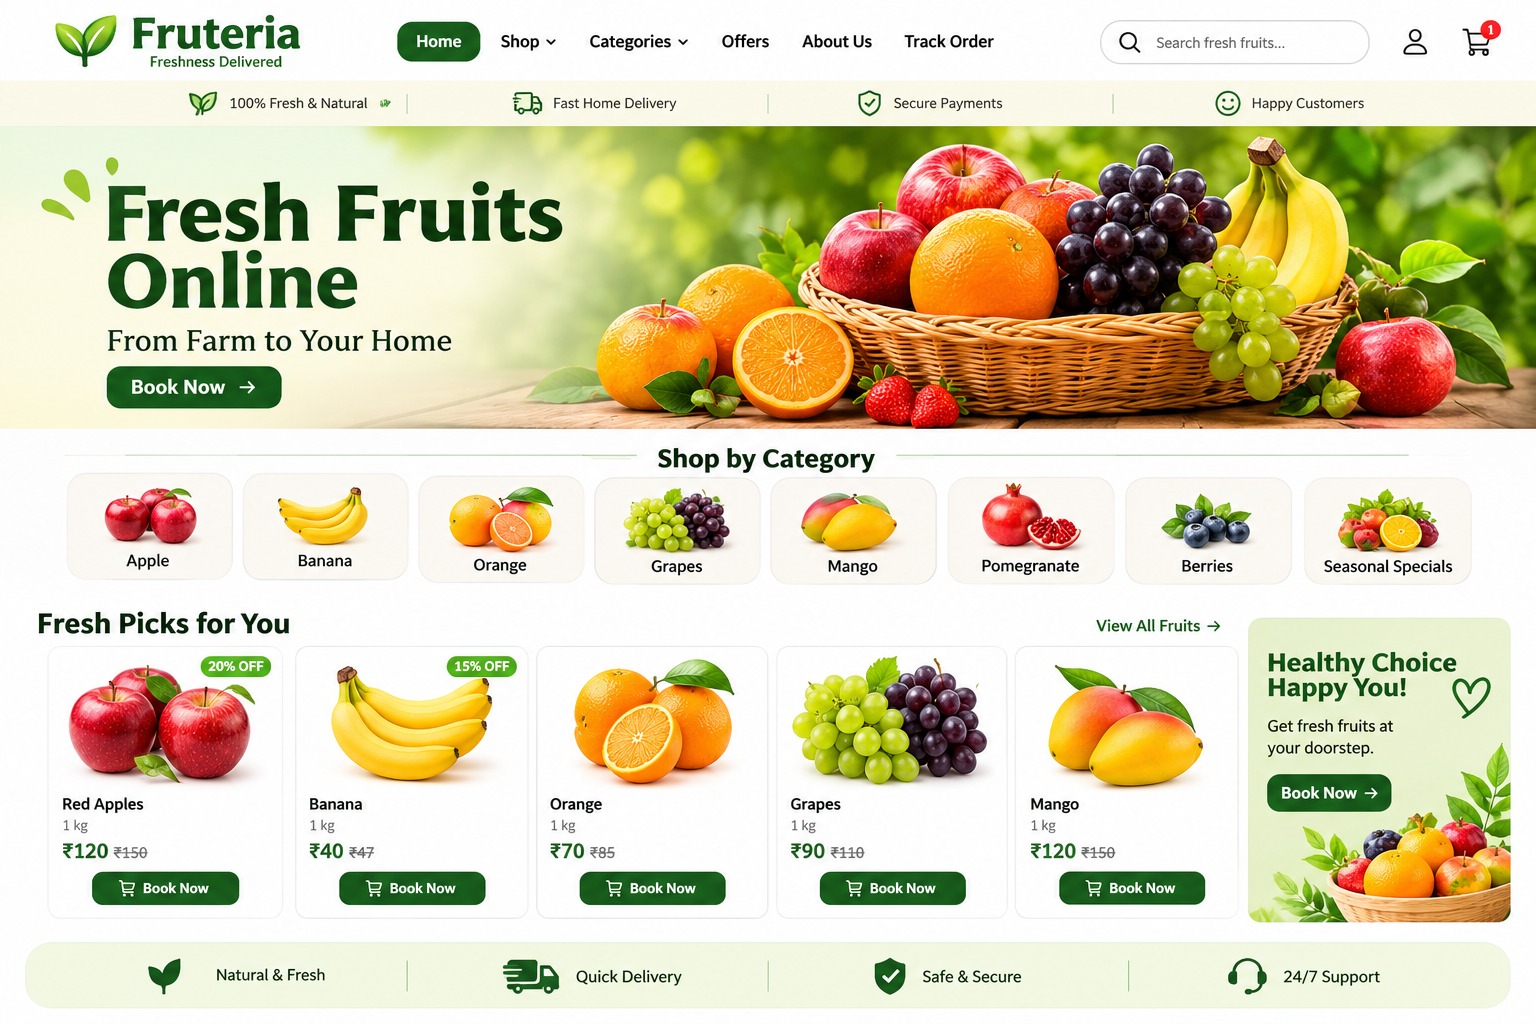 Fruteria
Freshness Delivered
Home
Shop
Categories
Offers
About Us
Track Order
Search fresh fruits...
1
100% Fresh & Natural
Fast Home Delivery
Secure Payments
Happy Customers
Fresh Fruits
Online
From Farm to Your Home
Book Now →
Shop by Category
Apple
Banana
Orange
Grapes
Mango
Pomegranate
Berries
Seasonal Specials
Fresh Picks for You
View All Fruits →
20% OFF
Red Apples
1 kg
₹120 ₹150
Book Now
15% OFF
Banana
1 kg
₹40 ₹47
Book Now
Orange
1 kg
₹70 ₹85
Book Now
Grapes
1 kg
₹90 ₹110
Book Now
Mango
1 kg
₹120 ₹150
Book Now
Healthy Choice
Happy You!
Get fresh fruits at
your doorstep.
Book Now →
Natural & Fresh
Quick Delivery
Safe & Secure
24/7 Support